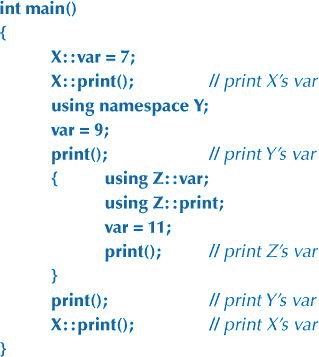 int main()
{
X::var = 7;
X::print(); // print X’s var
using namespace Y;
var = 9;
print(); // print Y’s var
{ using Z::var;
using Z::print;
var = 11;
print(); // print Z’s var
}
print(); // print Y’s var
X::print(); // print X’s var
}